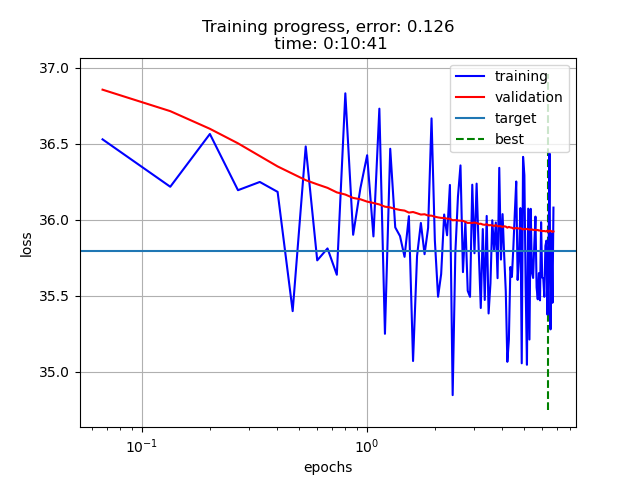 Training progress, error: 0.126
time: 0:10:41
37.0
36.5
36.0
35.5
35.0
loss
training
validation
target
best
10⁻¹
10⁰
epochs